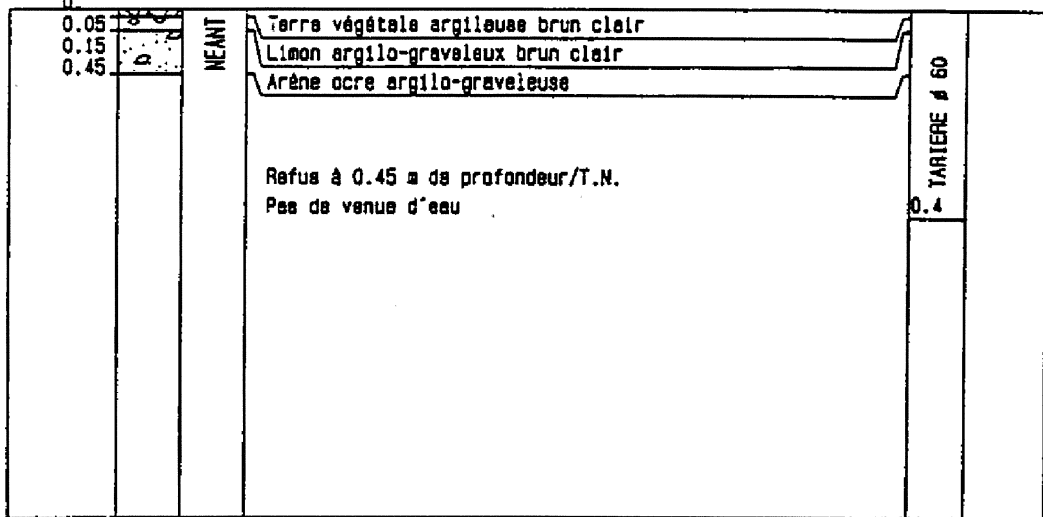 0.
0.05
0.15
0.45
NEANT
Terre végétale argileuse brun clair
Limon argilo-graveleux brun clair
Arène ocre argilo-graveleuse
Refus à 0.45 m de profondeur/T.N.
Pas de venue d'eau
TARIERE ø 60
0.4